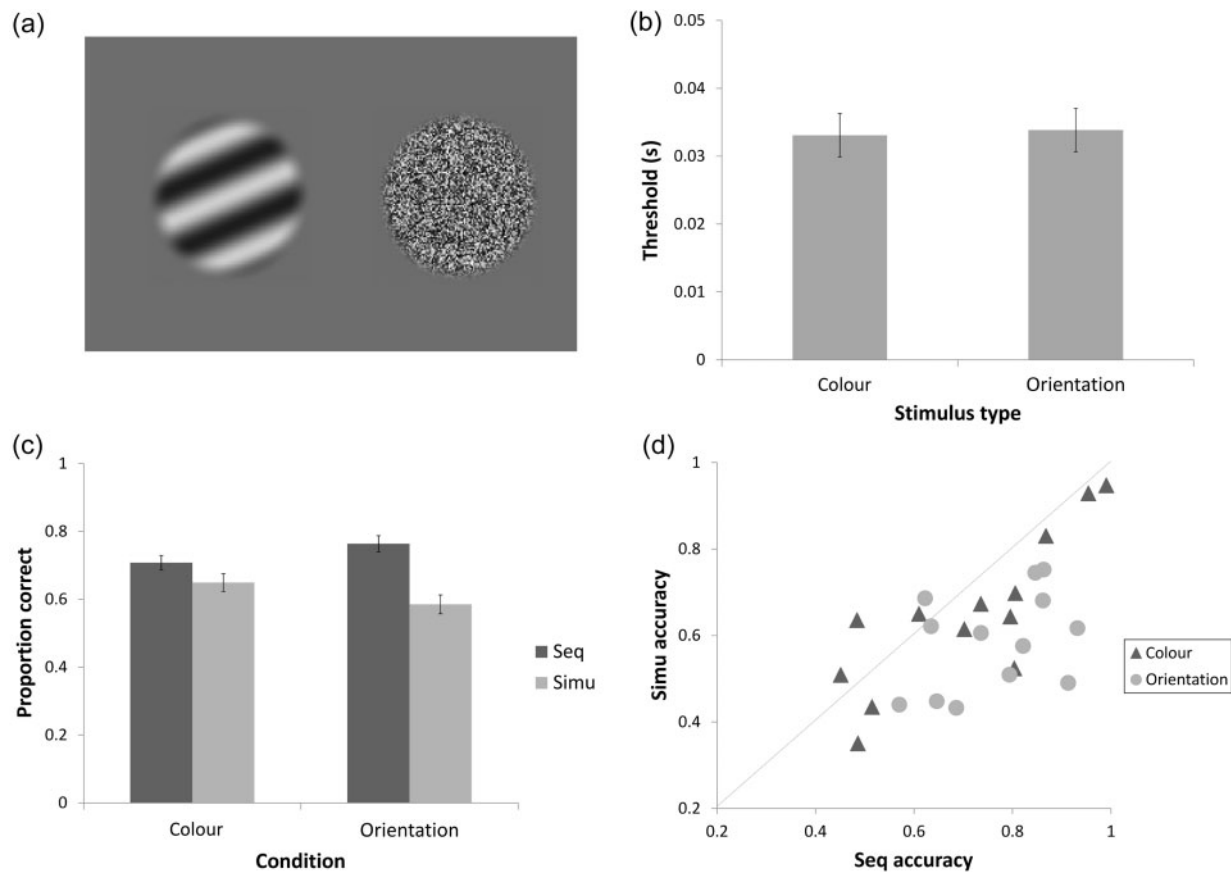 (a)
(b)
0.05
0.04
0.03
0.02
0.01
0
Threshold (s)
Colour Orientation
Stimulus type
(c)
1
0.8
0.6
0.4
0.2
0
Proportion correct
Seq
Simu
Colour Orientation
Condition
(d)
1
0.8
0.6
0.4
0.2
Simu accuracy
Colour
Orientation
0.2 0.4 0.6 0.8 1
Seq accuracy